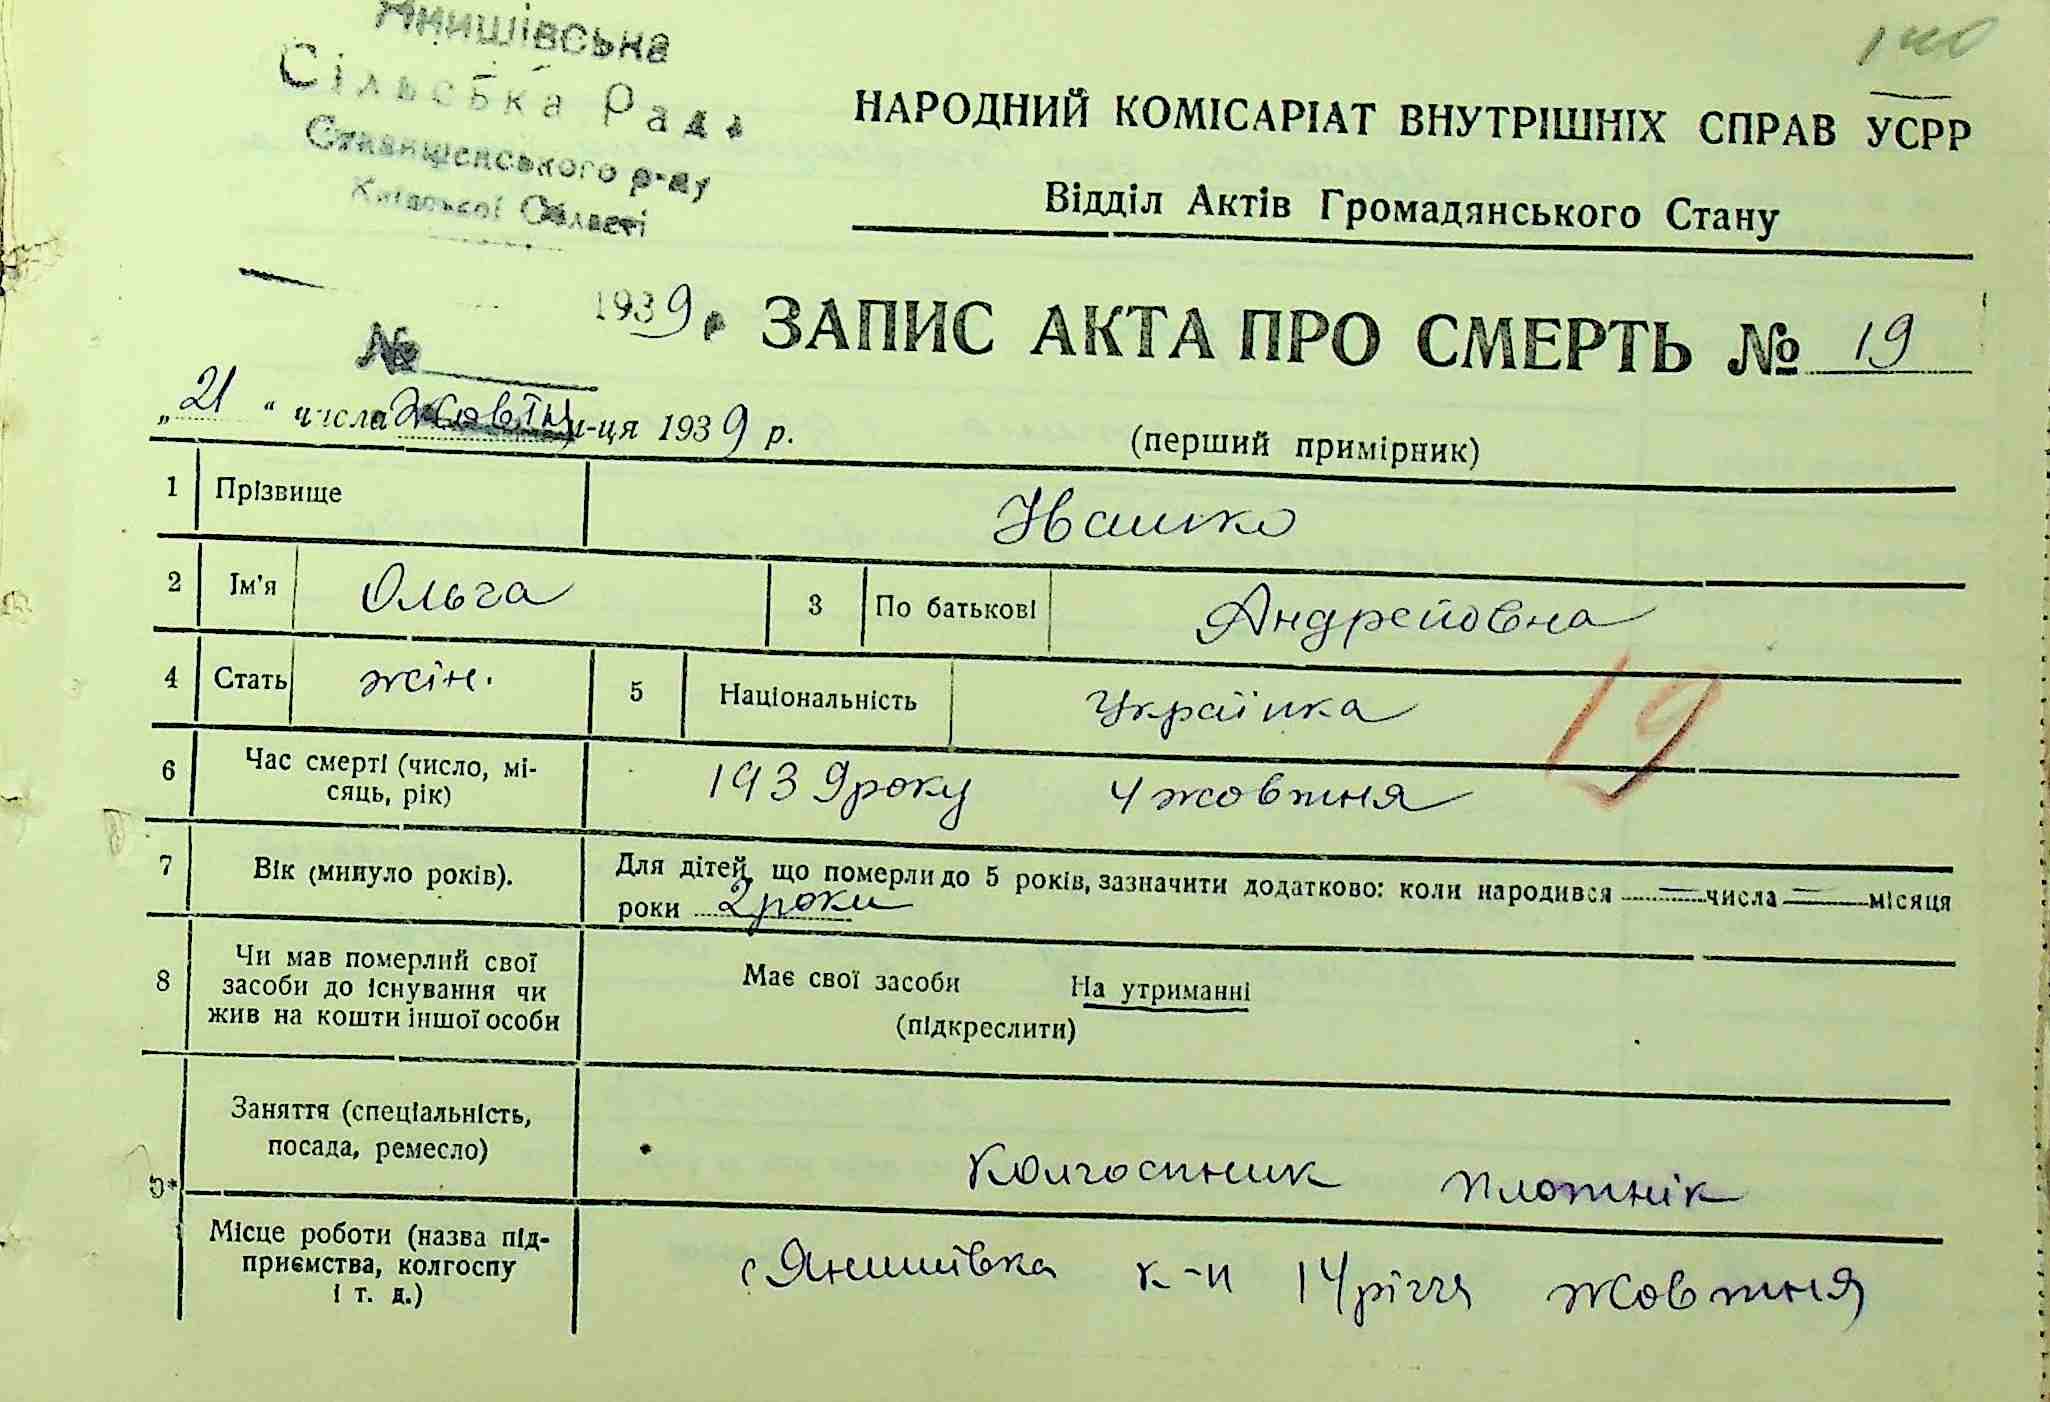 Янишівська
Сільська Рада
Ставищенського р-ну
Київської Області
140
НАРОДНИЙ КОМІСАРІАТ ВНУТРІШНІХ СПРАВ УСРР
Відділ Актів Громадянського Стану
1939 р.
ЗАПИС АКТА ПРО СМЕРТЬ № 19
№
„21“ числа жовтн м-ця 1939 р.
(перший примірник)
1 Прізвище Ивашко
2 Ім'я Ольга 3 По батькові Андрейовна
4 Стать жін. 5 Національність Українка
19
6 Час смерті (число, мі-
сяць, рік) 1939 року 4 жовтня
7 Вік (минуло років). Для дітей, що померли до 5 років, зазначити додатково: коли народився = числа = місяця
роки 2 роки
8 Чи мав померлий свої
засоби до існування чи
жив на кошти іншої особи
Має свої засоби На утриманні
(підкреслити)
9*
Заняття (спеціальність,
посада, ремесло) Колгоспник плотнік
Місце роботи (назва під-
приємства, колгоспу
і т. д.) с Янишівка к-п 14 річчя Жовтня